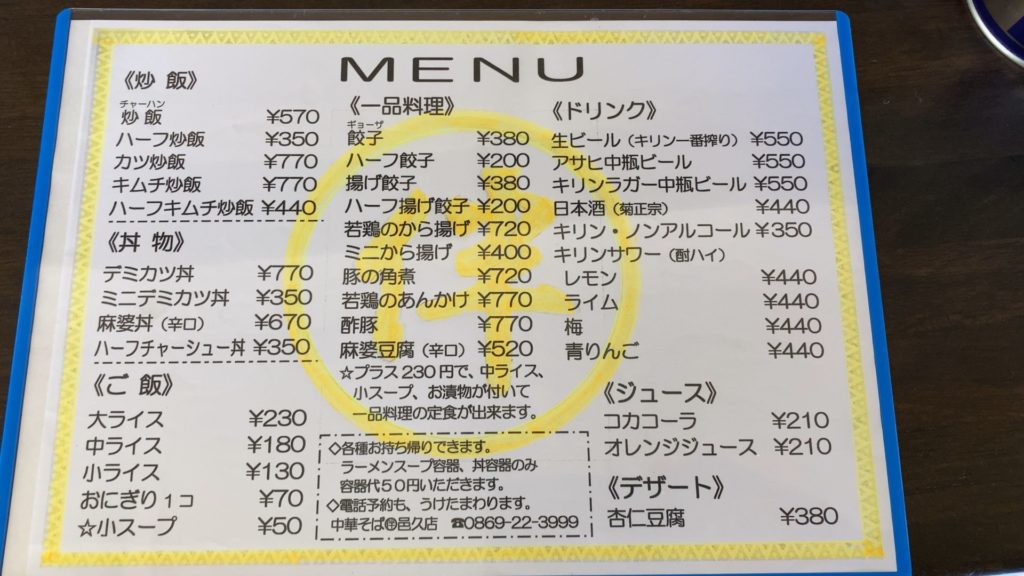 MENU
《炒飯》
チャーハン
炒飯 ¥570
ハーフ炒飯 ¥350
カツ炒飯 ¥770
キムチ炒飯 ¥770
ハーフキムチ炒飯 ¥440
《丼物》
デミカツ丼 ¥770
ミニデミカツ丼 ¥350
麻婆丼（辛口） ¥670
ハーフチャーシュー丼 ¥350
《ご飯》
大ライス ¥230
中ライス ¥180
小ライス ¥130
おにぎり1コ ¥70
☆小スープ ¥50
《一品料理》
ギョーザ
餃子 ¥380
ハーフ餃子 ¥200
揚げ餃子 ¥380
ハーフ揚げ餃子 ¥200
若鶏のから揚げ ¥720
ミニから揚げ ¥400
豚の角煮 ¥720
若鶏のあんかけ ¥770
酢豚 ¥770
麻婆豆腐（辛口） ¥520
☆プラス230円で、中ライス、
小スープ、お漬物が付いて
一品料理の定食が出来ます。
◇各種お持ち帰りできます。
ラーメンスープ容器、丼容器のみ
容器代50円いただきます。
◇電話予約も、うけたまわります。
中華そば 邑久店 ☎0869-22-3999
《ドリンク》
生ビール（キリン一番搾り） ¥550
アサヒ中瓶ビール ¥550
キリンラガー中瓶ビール ¥550
日本酒（菊正宗） ¥440
キリン・ノンアルコール ¥350
キリンサワー（酎ハイ）
レモン ¥440
ライム ¥440
梅 ¥440
青りんご ¥440
《ジュース》
コカコーラ ¥210
オレンジジュース ¥210
《デザート》
杏仁豆腐 ¥380